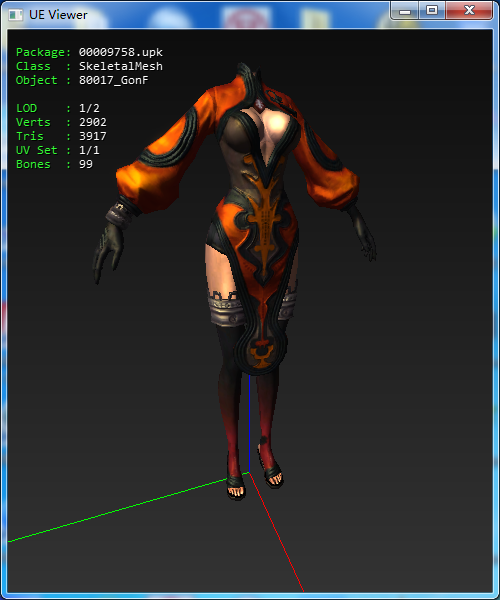 UE Viewer
Package: 00009758.upk
Class  : SkeletalMesh
Object : 80017_GonF
LOD    : 1/2
Verts  : 2902
Tris   : 3917
UV Set : 1/1
Bones  : 99